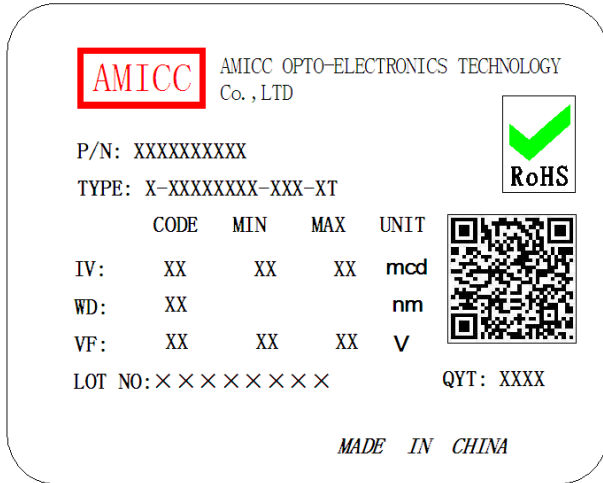 AMICC
AMICC OPTO-ELECTRONICS TECHNOLOGY
Co.,LTD
RoHS
P/N: XXXXXXXXXX
TYPE: X-XXXXXXXX-XXX-XT
CODE MIN MAX UNIT
IV: XX XX XX mcd
WD: XX nm
VF: XX XX XX V
LOT NO:×××××××× QYT: XXXX
MADE IN CHINA